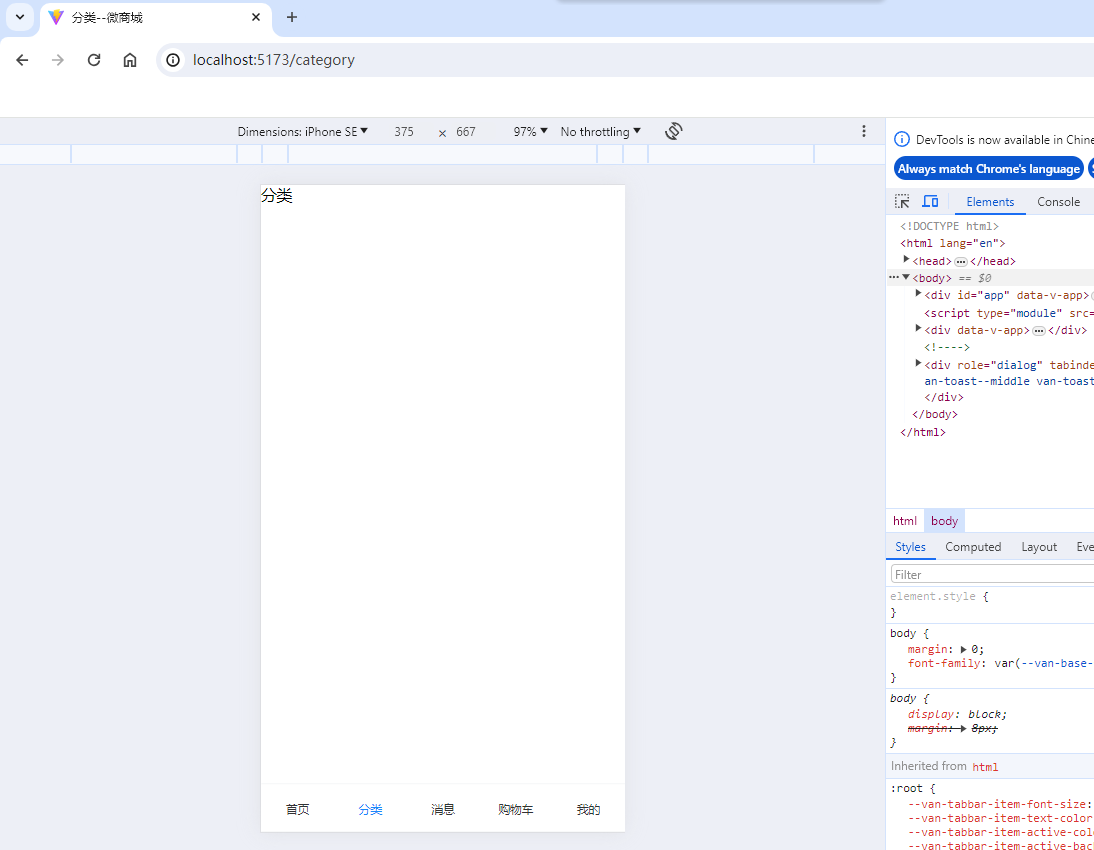 分类--微商城
localhost:5173/category
Dimensions: iPhone SE 375 × 667 97% No throttling
DevTools is now available in Chine
Always match Chrome's language
Elements Console
<!DOCTYPE html>
<html lang="en">
<head> ••• </head>
••• <body> == $0
<div id="app" data-v-app>
<script type="module" src=
<div data-v-app> ••• </div>
<!---->
<div role="dialog" tabinde
an-toast--middle van-toast
</div>
</body>
</html>
html body
Styles Computed Layout Eve
Filter
element.style {
}
body {
margin: 0;
font-family: var(--van-base-
}
body {
display: block;
margin: 8px;
}
Inherited from html
:root {
--van-tabbar-item-font-size:
--van-tabbar-item-text-color
--van-tabbar-item-active-col
--van-tabbar-item-active-bac
分类
首页 分类 消息 购物车 我的